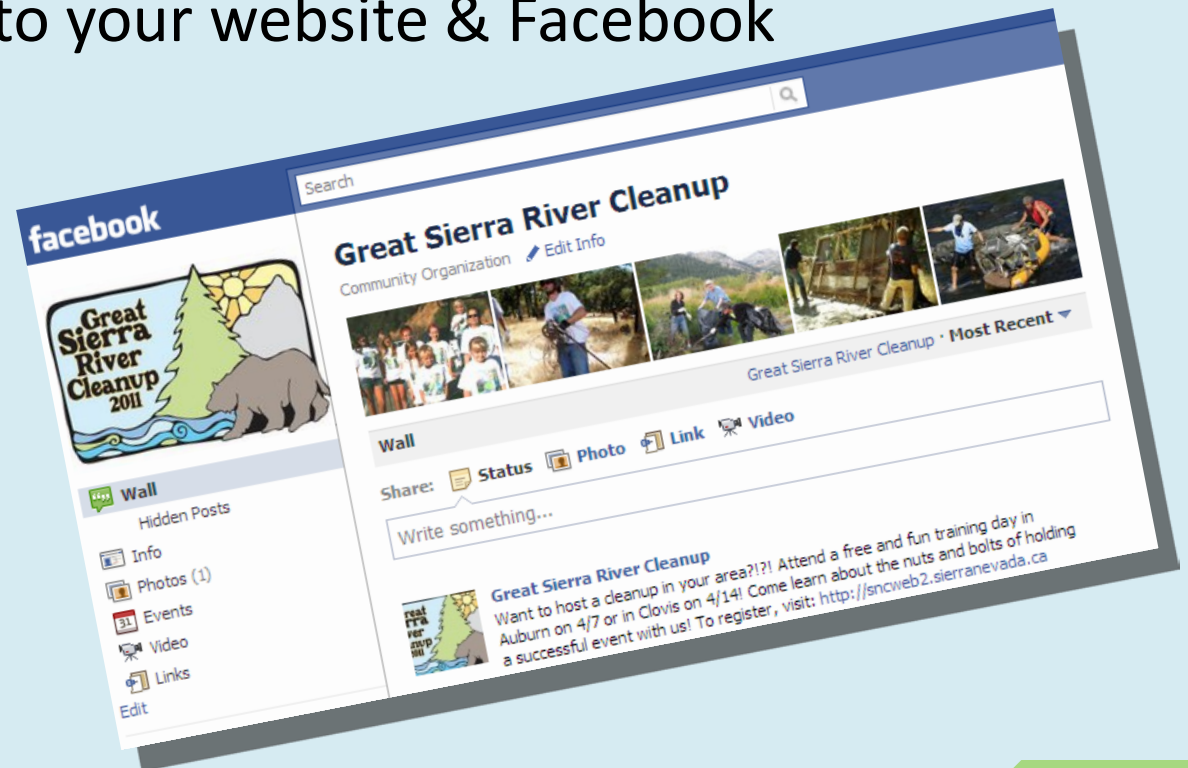 to your website & Facebook
Search
facebook
Great Sierra River Cleanup
Community Organization Edit Info
Great
Sierra
River
Cleanup
2011
Great Sierra River Cleanup · Most Recent
Wall
Share: Status Photo Link Video
Write something...
Wall
Hidden Posts
Info
Photos (1)
31 Events
Video
Links
Edit
Great Sierra River Cleanup
Want to host a cleanup in your area?!?! Attend a free and fun training day in
Auburn on 4/7 or in Clovis on 4/14! Come learn about the nuts and bolts of holding
a successful event with us! To register, visit: http://sncweb2.sierranevada.ca